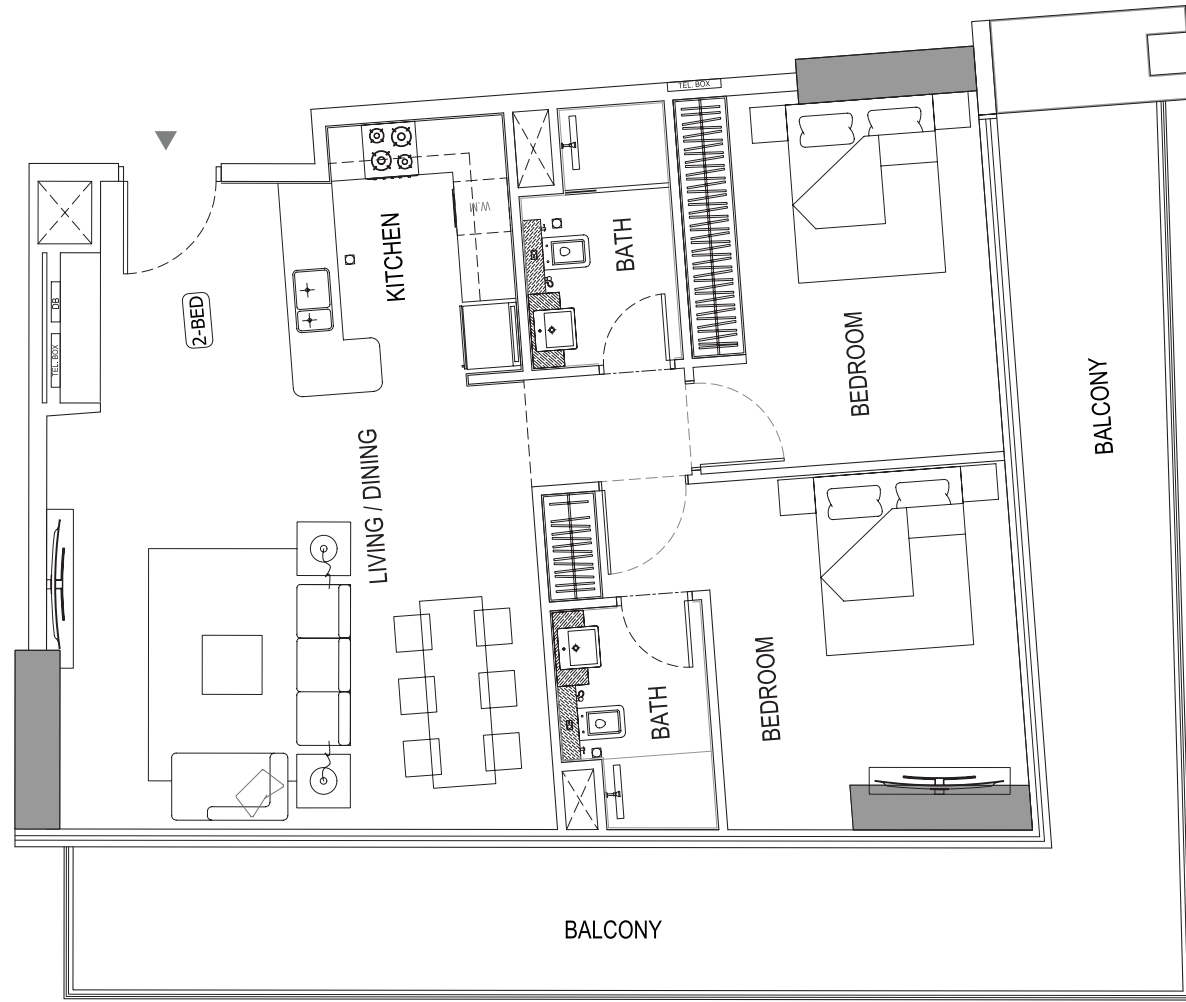 TEL. BOX
KITCHEN
W.M
BATH
2-BED
DB
TEL. BOX
BEDROOM
BALCONY
LIVING / DINING
BEDROOM
BATH
BALCONY